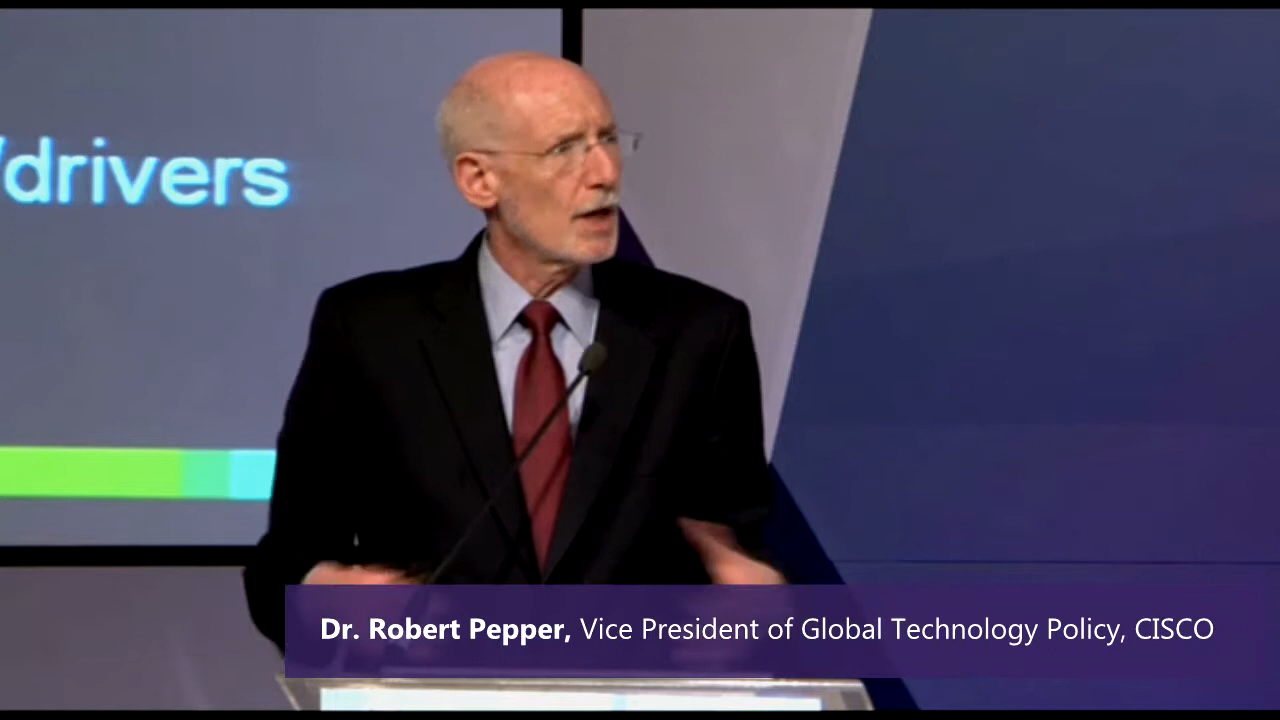 /drivers
Dr. Robert Pepper, Vice President of Global Technology Policy, CISCO